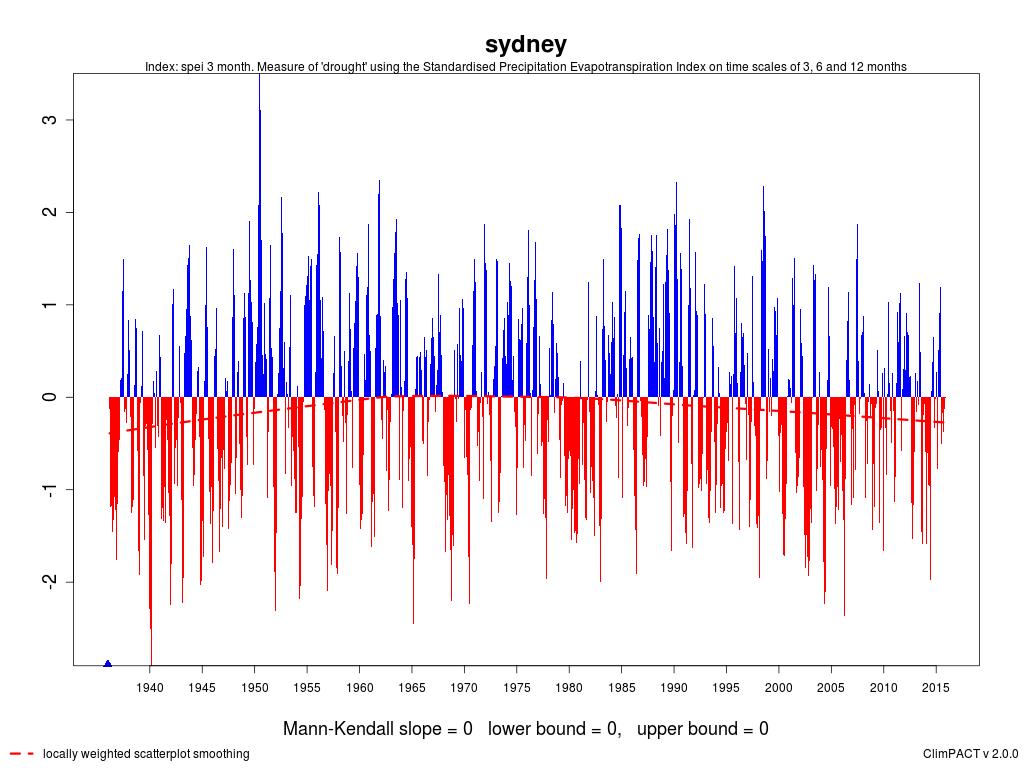 sydney
Index: spei 3 month. Measure of 'drought' using the Standardised Precipitation Evapotranspiration Index on time scales of 3, 6 and 12 months
3
2
1
0
-1
-2
1940 1945 1950 1955 1960 1965 1970 1975 1980 1985 1990 1995 2000 2005 2010 2015
Mann-Kendall slope = 0 lower bound = 0, upper bound = 0
locally weighted scatterplot smoothing ClimPACT v 2.0.0